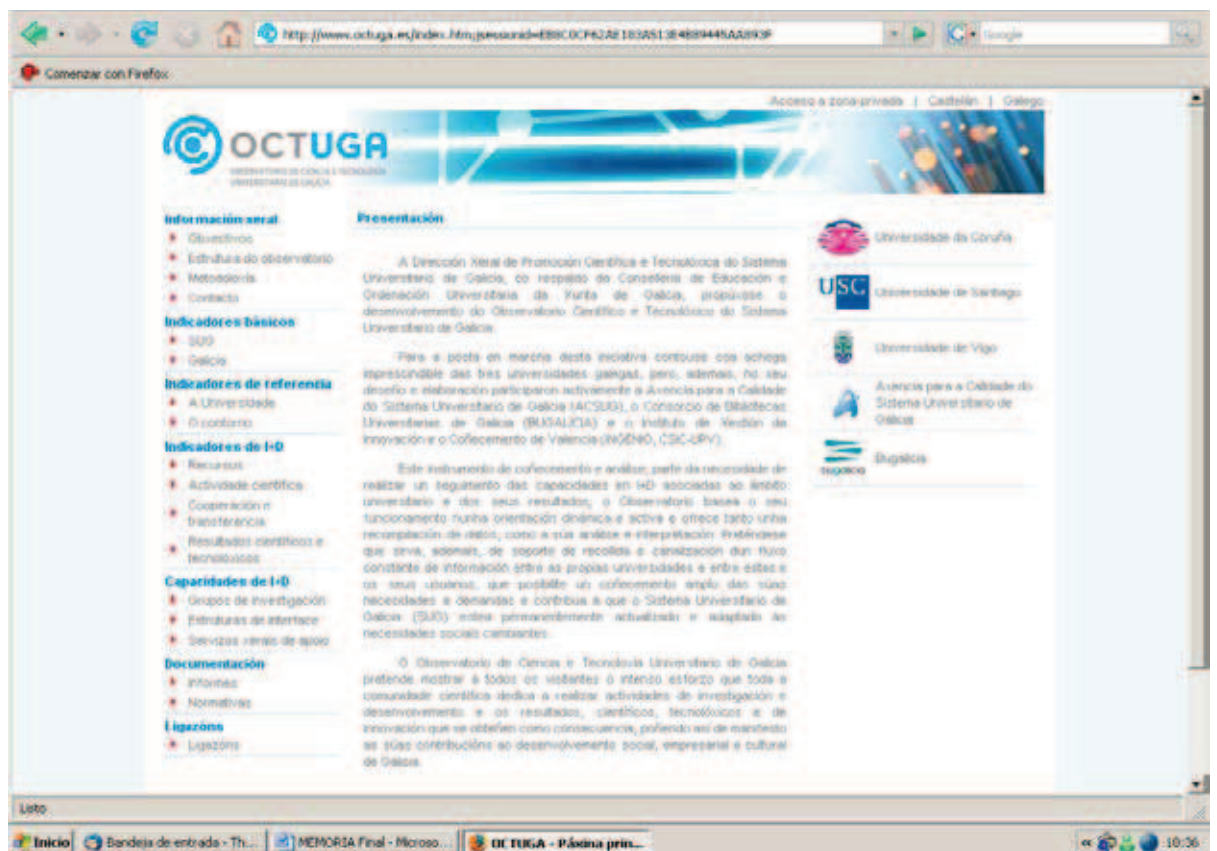 http://www.octuga.es/index.htm;jsessionid=
Google
Comenzar con Firefox
Acceso a zona privada | Castelán | Galego
OCTUGA
OBSERVATORIO DE CIENCIA E TECNOLOXÍA
UNIVERSITARIO DE GALICIA
Información xeral
Obxectivos
Estrutura do observatorio
Metodoloxía
Contacto
Indicadores básicos
SUG
Galicia
Indicadores de referencia
A Universidade
O contorno
Indicadores de I+D
Recursos
Actividade científica
Cooperación e
transferencia
Resultados científicos e
tecnolóxicos
Capacidades de I+D
Grupos de investigación
Estruturas de interface
Servizos xerais de apoio
Documentación
Informes
Normativas
Ligazóns
Ligazóns
Presentación
A Dirección Xeral de Promoción Científica e Tecnolóxica do Sistema
Universitario de Galicia, co respaldo da Consellería de Educación e
Ordenación Universitaria da Xunta de Galicia, propúxose o
desenvolvemento do Observatorio Científico e Tecnolóxico do Sistema
Universitario de Galicia.
Para a posta en marcha desta iniciativa contouse coa achega
imprescindible das tres universidades galegas, pero, ademais, no seu
deseño e elaboración participaron activamente a Axencia para a Calidade
do Sistema Universitario de Galicia (ACSUG), o Consorcio de Bibliotecas
Universitarias de Galicia (BUGALICIA) e o Instituto de Xestión da
Innovación e o Coñecemento de Valencia (INGENIO, CSIC-UPV).
Este instrumento de coñecemento e análise, parte da necesidade de
realizar un seguimento das capacidades en I+D asociadas ao ámbito
universitario e dos seus resultados, o Observatorio basea o seu
funcionamento nunha orientación dinámica e activa e ofrece tanto unha
recompilación de datos, como a súa análise e interpretación. Preténdese
que sirva, ademais, de soporte de recollida e canalización dun fluxo
constante de información entre as propias universidades e entre estas e
os seus usuarios, que posibilite un coñecemento amplo das súas
necesidades e demandas e contribúa a que o Sistema Universitario de
Galicia (SUG) estea permanentemente actualizado e adaptado ás
necesidades sociais cambiantes.
O Observatorio de Ciencia e Tecnoloxía Universitario de Galicia
pretende mostrar a todos os visitantes o intenso esforzo que toda a
comunidade científica dedica a realizar actividades de investigación e
desenvolvemento e os resultados, científicos, tecnolóxicos e de
innovación que se obteñen como consecuencia, poñendo así de manifesto
as súas contribucións ao desenvolvemento social, empresarial e cultural
de Galicia.
Universidade da Coruña
USC Universidade de Santiago
Universidade de Vigo
Axencia para a Calidade do
Sistema Universitario de
Galicia
bugalicia
Bugalicia
Listo
Inicio
Bandeja de entrada - Th...
MEMORIA Final - Microso...
OCTUGA - Páxina prin...
10:36